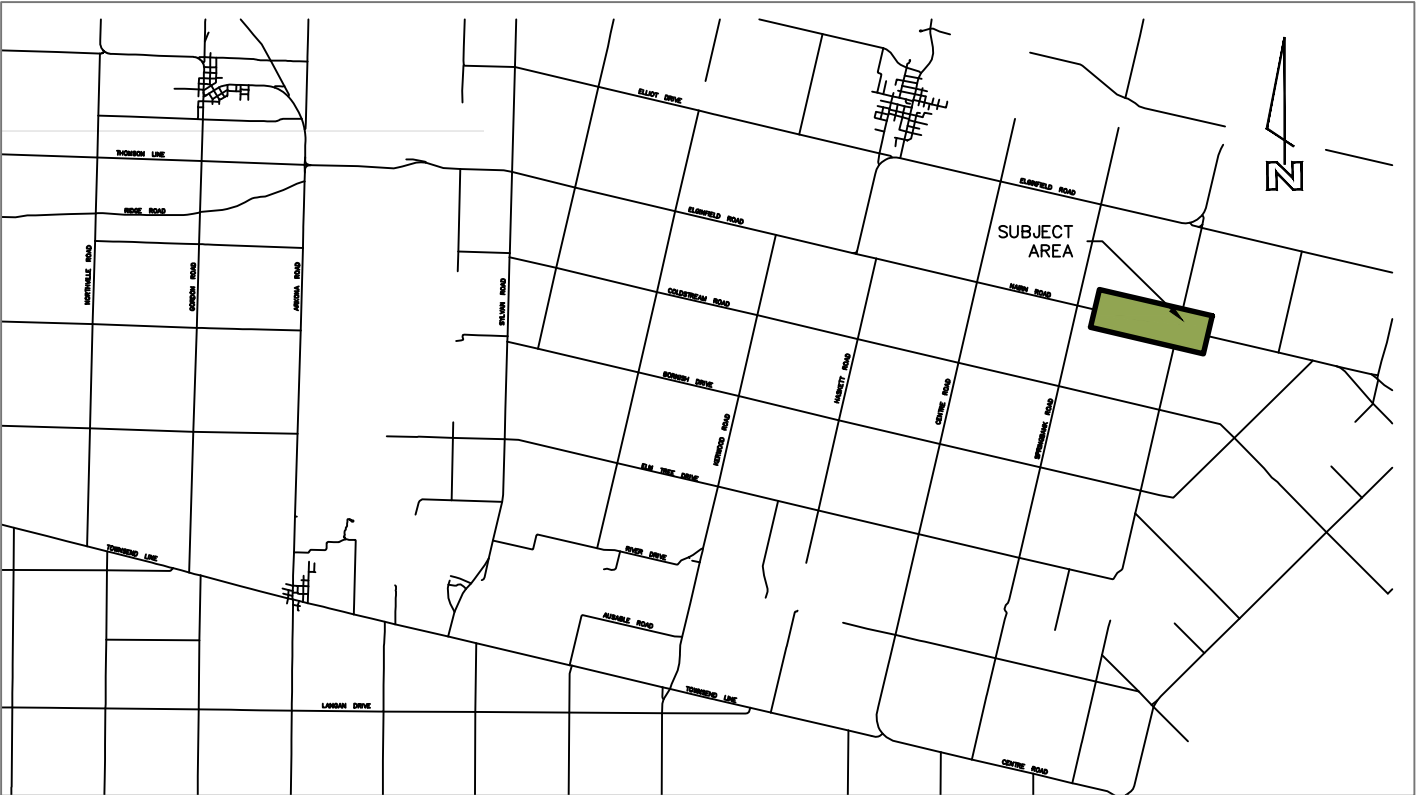 ELLIOT DRIVE
THOMSON LINE
ELGINFIELD ROAD
N
RIDGE ROAD
ELGINFIELD ROAD
SUBJECT
AREA
NORTHVILLE ROAD
GORDON ROAD
ARKONA ROAD
SYLVAN ROAD
COLDSTREAM ROAD
NAIRN ROAD
BORNISH DRIVE
HASKETT ROAD
CENTRE ROAD
SPRINGBANK ROAD
KERWOOD ROAD
ELM TREE DRIVE
TOWNSEND LINE
RIVER DRIVE
AUSABLE ROAD
TOWNSEND LINE
LANGAN DRIVE
CENTRE ROAD